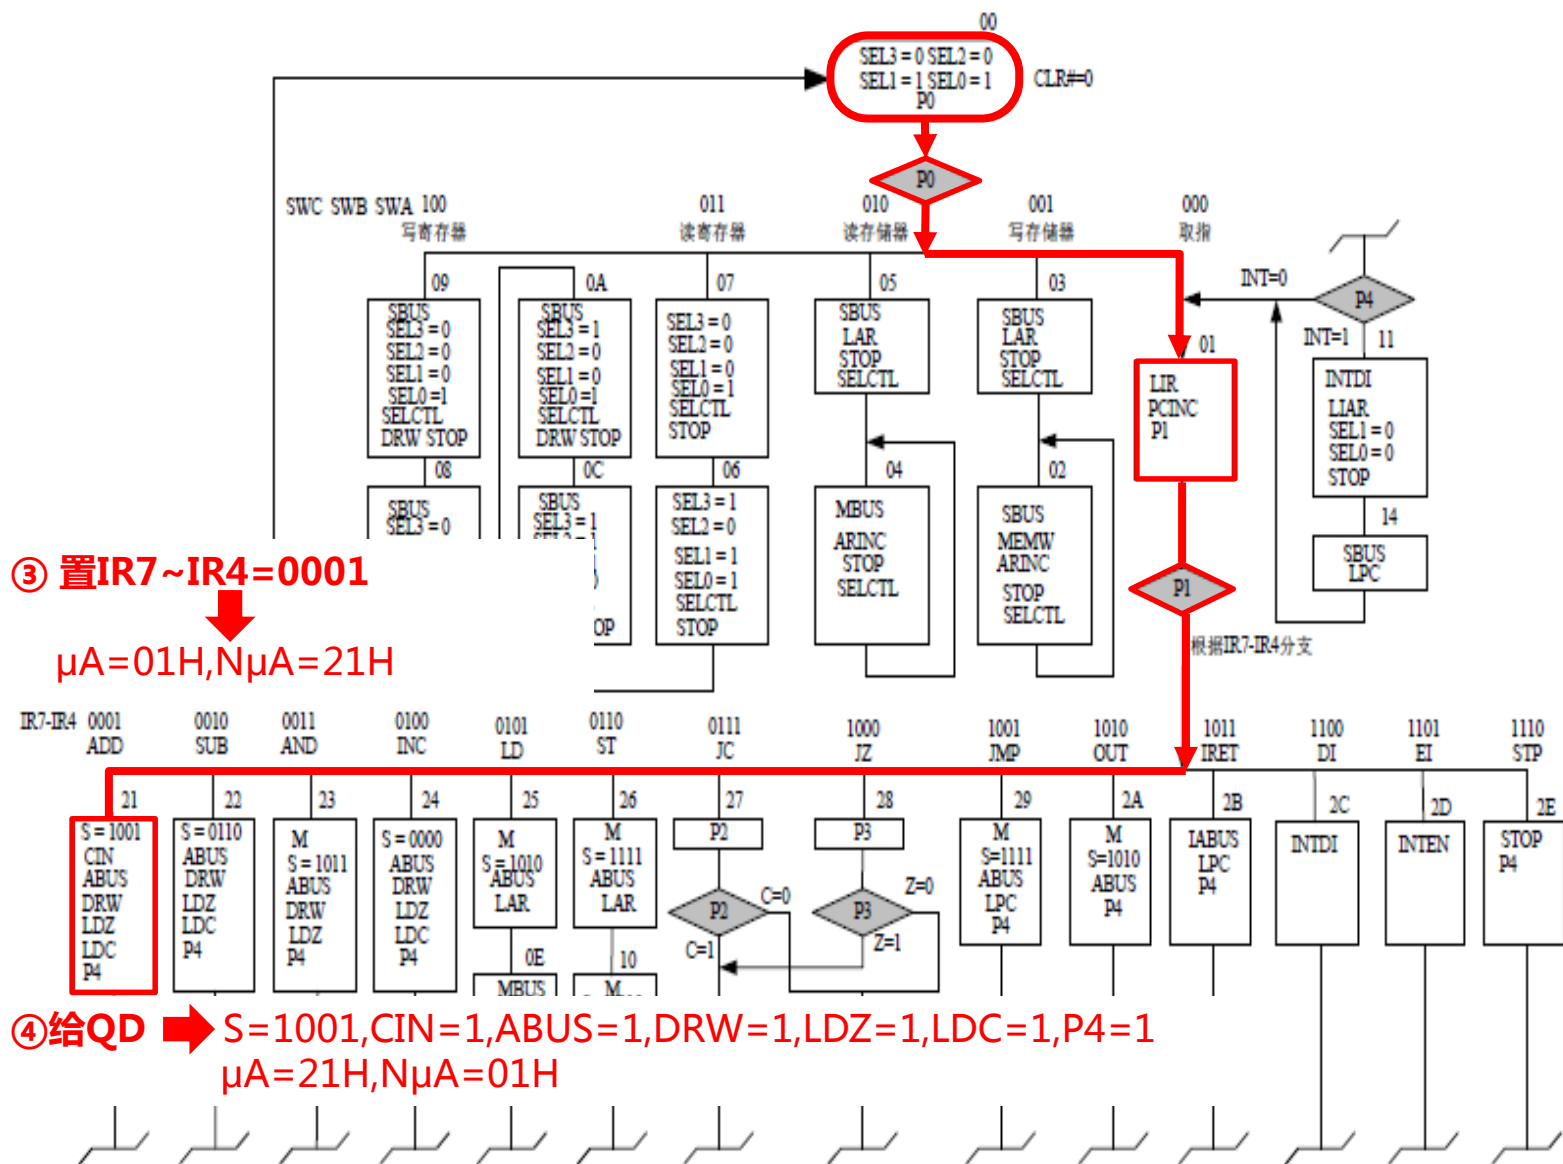 00
SEL3 = 0 SEL2 = 0
SEL1 = 1 SEL0 = 1
P0
CLR#=0
P0
SWC SWB SWA 100
写寄存器
011
读寄存器
010
读存储器
001
写存储器
000
取指
09
SBUS
SEL3 = 0
SEL2 = 0
SEL1 = 0
SEL0 = 1
SELCTL
DRW STOP
08
SBUS
SEL3 = 0
0A
SBUS
SEL3 = 1
SEL2 = 0
SEL1 = 0
SEL0 = 1
SELCTL
DRW STOP
0C
SBUS
SEL3 = 1
OP
07
SEL3 = 0
SEL2 = 0
SEL1 = 0
SEL0 = 1
SELCTL
STOP
06
SEL3 = 1
SEL2 = 0
SEL1 = 1
SEL0 = 1
SELCTL
STOP
05
SBUS
LAR
STOP
SELCTL
04
MBUS
ARINC
STOP
SELCTL
03
SBUS
LAR
STOP
SELCTL
02
SBUS
MEMW
ARINC
STOP
SELCTL
01
LIR
PCINC
P1
P1
根据IR7-IR4分支
INT=0
P4
INT=1
11
INTDI
LIAR
SEL1 = 0
SEL0 = 0
STOP
14
SBUS
LPC
③ 置IR7~IR4=0001
μA=01H,NμA=21H
IR7-IR4 0001
ADD
0010
SUB
0011
AND
0100
INC
0101
LD
0110
ST
0111
JC
1000
JZ
1001
JMP
1010
OUT
1011
IRET
1100
DI
1101
EI
1110
STP
21
S = 1001
CIN
ABUS
DRW
LDZ
LDC
P4
22
S = 0110
ABUS
DRW
LDZ
LDC
P4
23
M
S = 1011
ABUS
DRW
LDZ
P4
24
S = 0000
ABUS
DRW
LDZ
LDC
P4
25
M
S = 1010
ABUS
LAR
0E
MBUS
26
M
S = 1111
ABUS
LAR
10
M
27
P2
P2
C=0
C=1
28
P3
P3
Z=0
Z=1
29
M
S=1111
ABUS
LPC
P4
2A
M
S=1010
ABUS
P4
2B
IABUS
LPC
P4
2C
INTDI
2D
INTEN
2E
STOP
P4
④给QD S=1001,CIN=1,ABUS=1,DRW=1,LDZ=1,LDC=1,P4=1
μA=21H,NμA=01H